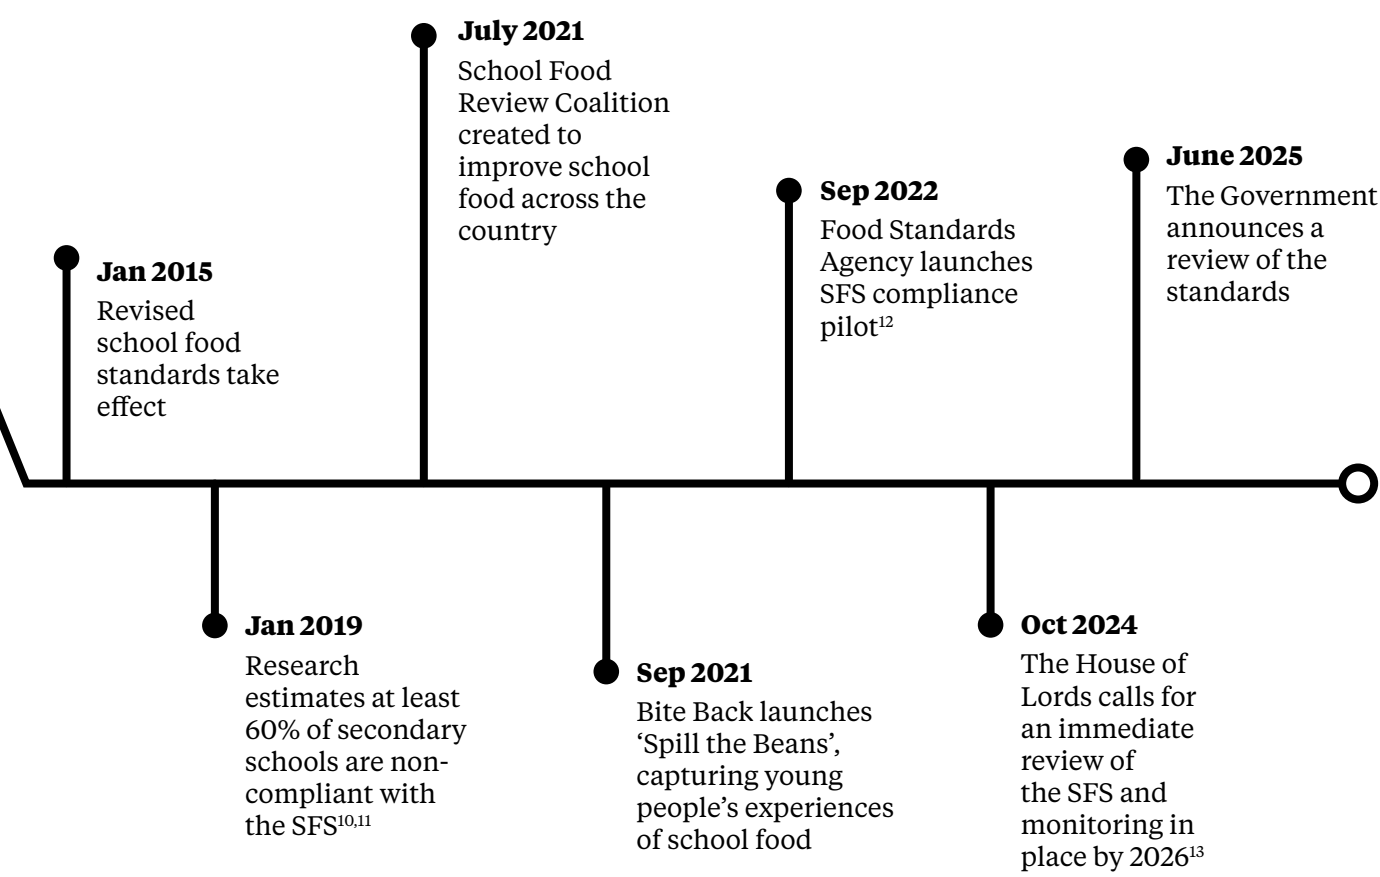 July 2021
School Food
Review Coalition
created to
improve school
food across the
country
June 2025
The Government
announces a
review of the
standards
Sep 2022
Food Standards
Agency launches
SFS compliance
pilot¹²
Jan 2015
Revised
school food
standards take
effect
Jan 2019
Research
estimates at least
60% of secondary
schools are non-
compliant with
the SFS¹⁰,¹¹
Sep 2021
Bite Back launches
‘Spill the Beans’,
capturing young
people’s experiences
of school food
Oct 2024
The House of
Lords calls for
an immediate
review of
the SFS and
monitoring in
place by 2026¹³